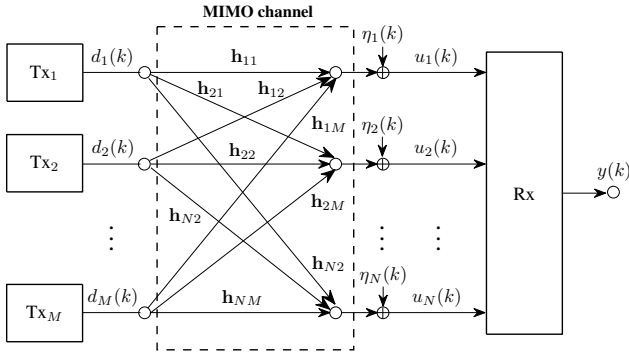 MIMO channel
Tx₁ d₁(k) h₁₁ η₁(k) u₁(k)
h₂₁ h₁₂
h₁M
Tx₂ d₂(k) h₂₂ η₂(k) u₂(k)
h₂M
Rx y(k)
⋮ ⋮ hN2 ⋮ ⋮
hN2
TxM dM(k) hNM ηN(k) uN(k)